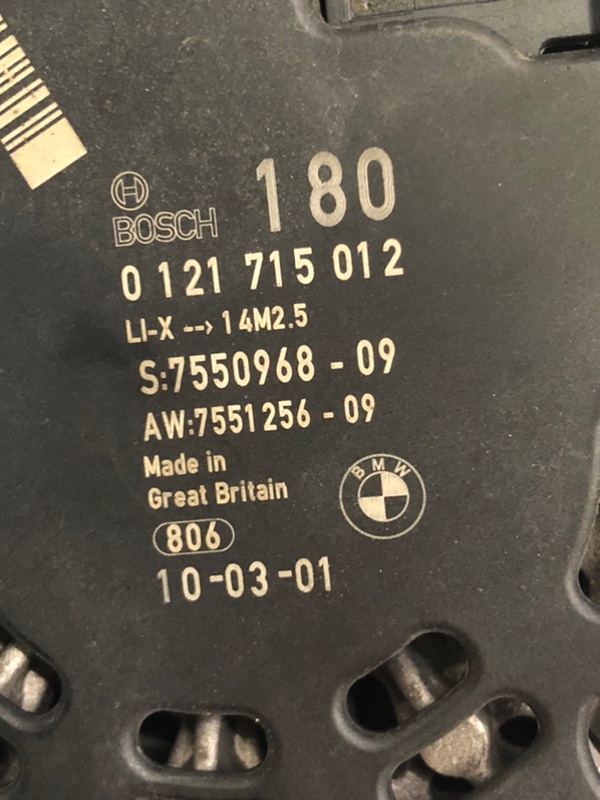 180
BOSCH
0 121 715 012
LI-X --> 14M2.5
S:7550968 - 09
AW:7551256 - 09
Made in
Great Britain
BMW
806
10-03-01